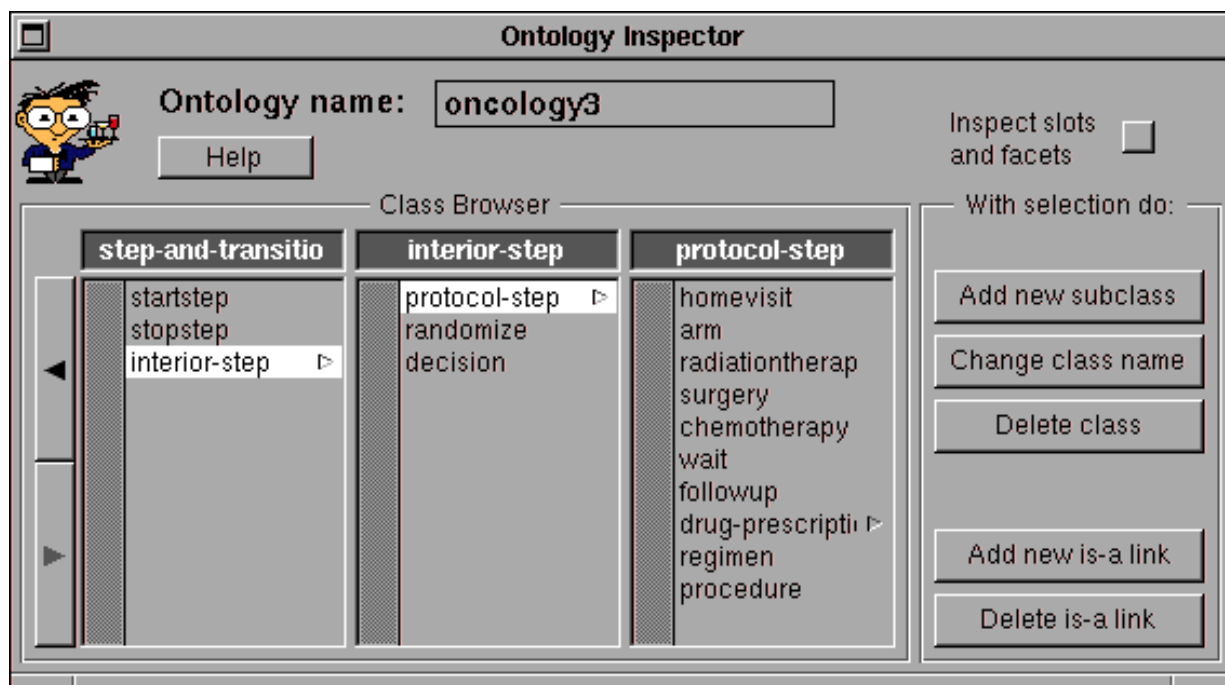 Ontology Inspector
Ontology name: oncology3
Help
Inspect slots
and facets
Class Browser
step-and-transitio
startstep
stopstep
interior-step
interior-step
protocol-step
randomize
decision
protocol-step
homevisit
arm
radiationtherap
surgery
chemotherapy
wait
followup
drug-prescriptio
regimen
procedure
With selection do:
Add new subclass
Change class name
Delete class
Add new is-a link
Delete is-a link